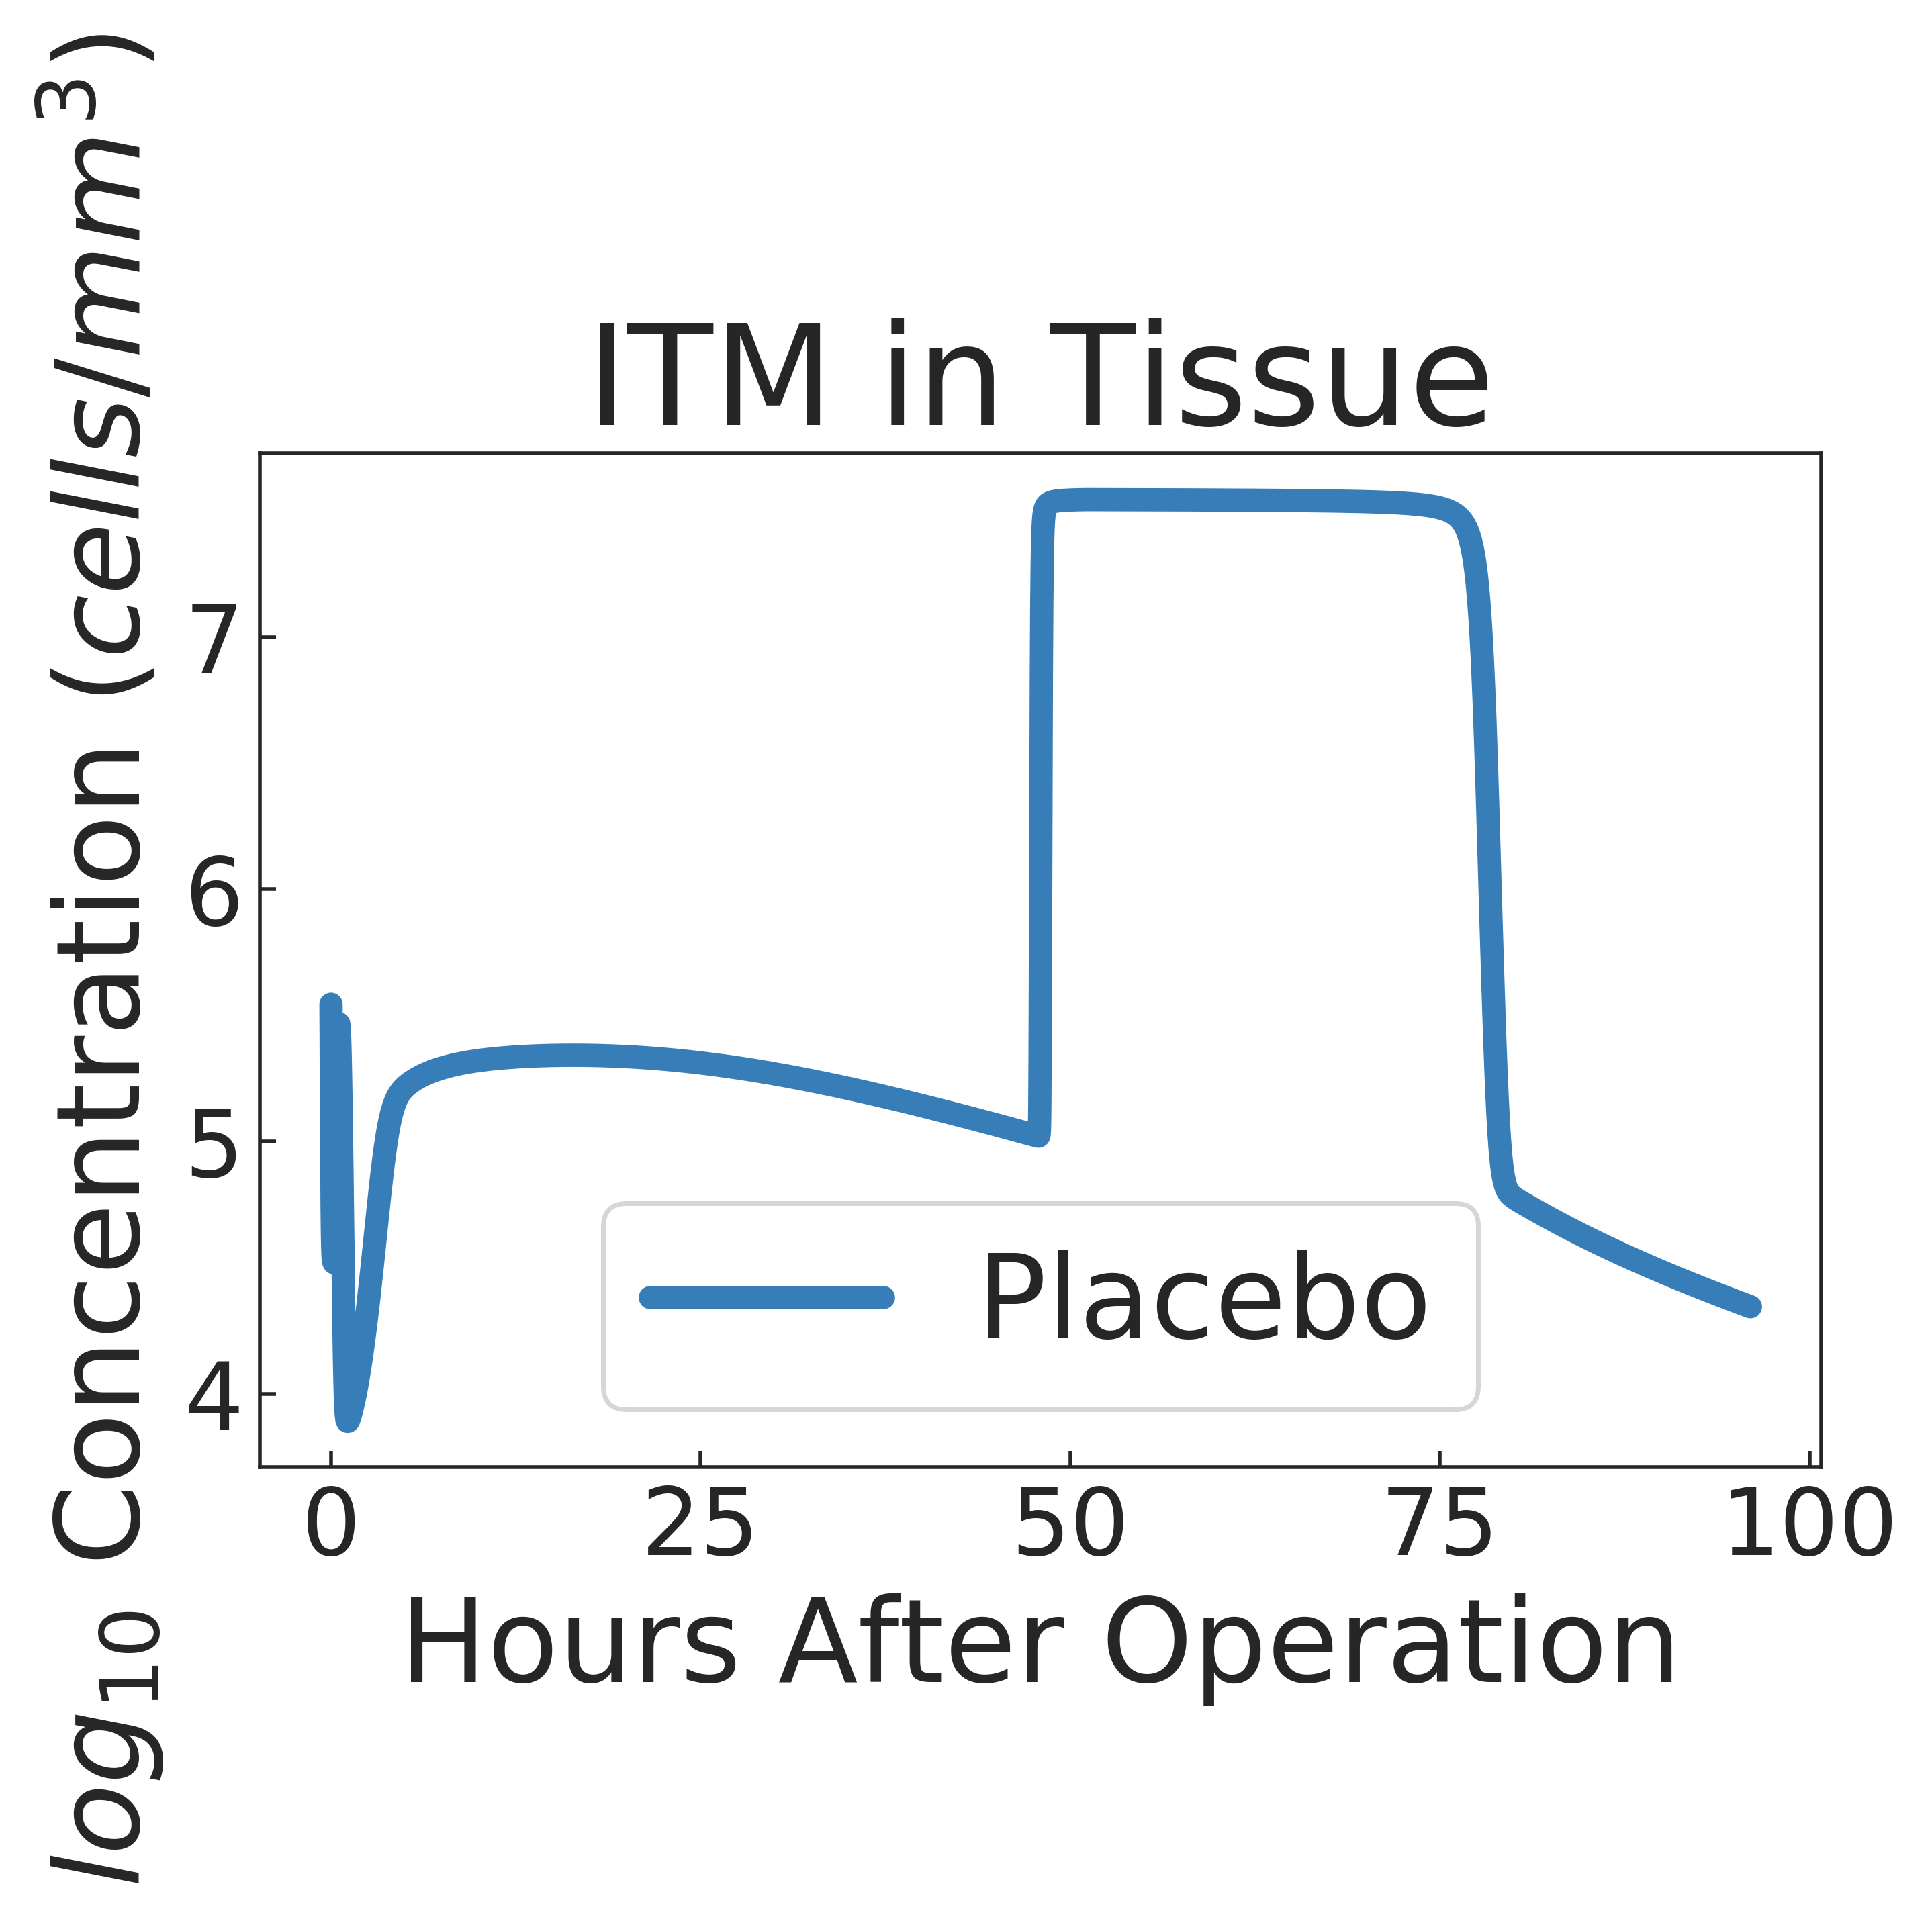 ITM in Tissue
log10 Concentration (cells/mm3)
7
6
5
4
Placebo
0 25 50 75 100
Hours After Operation